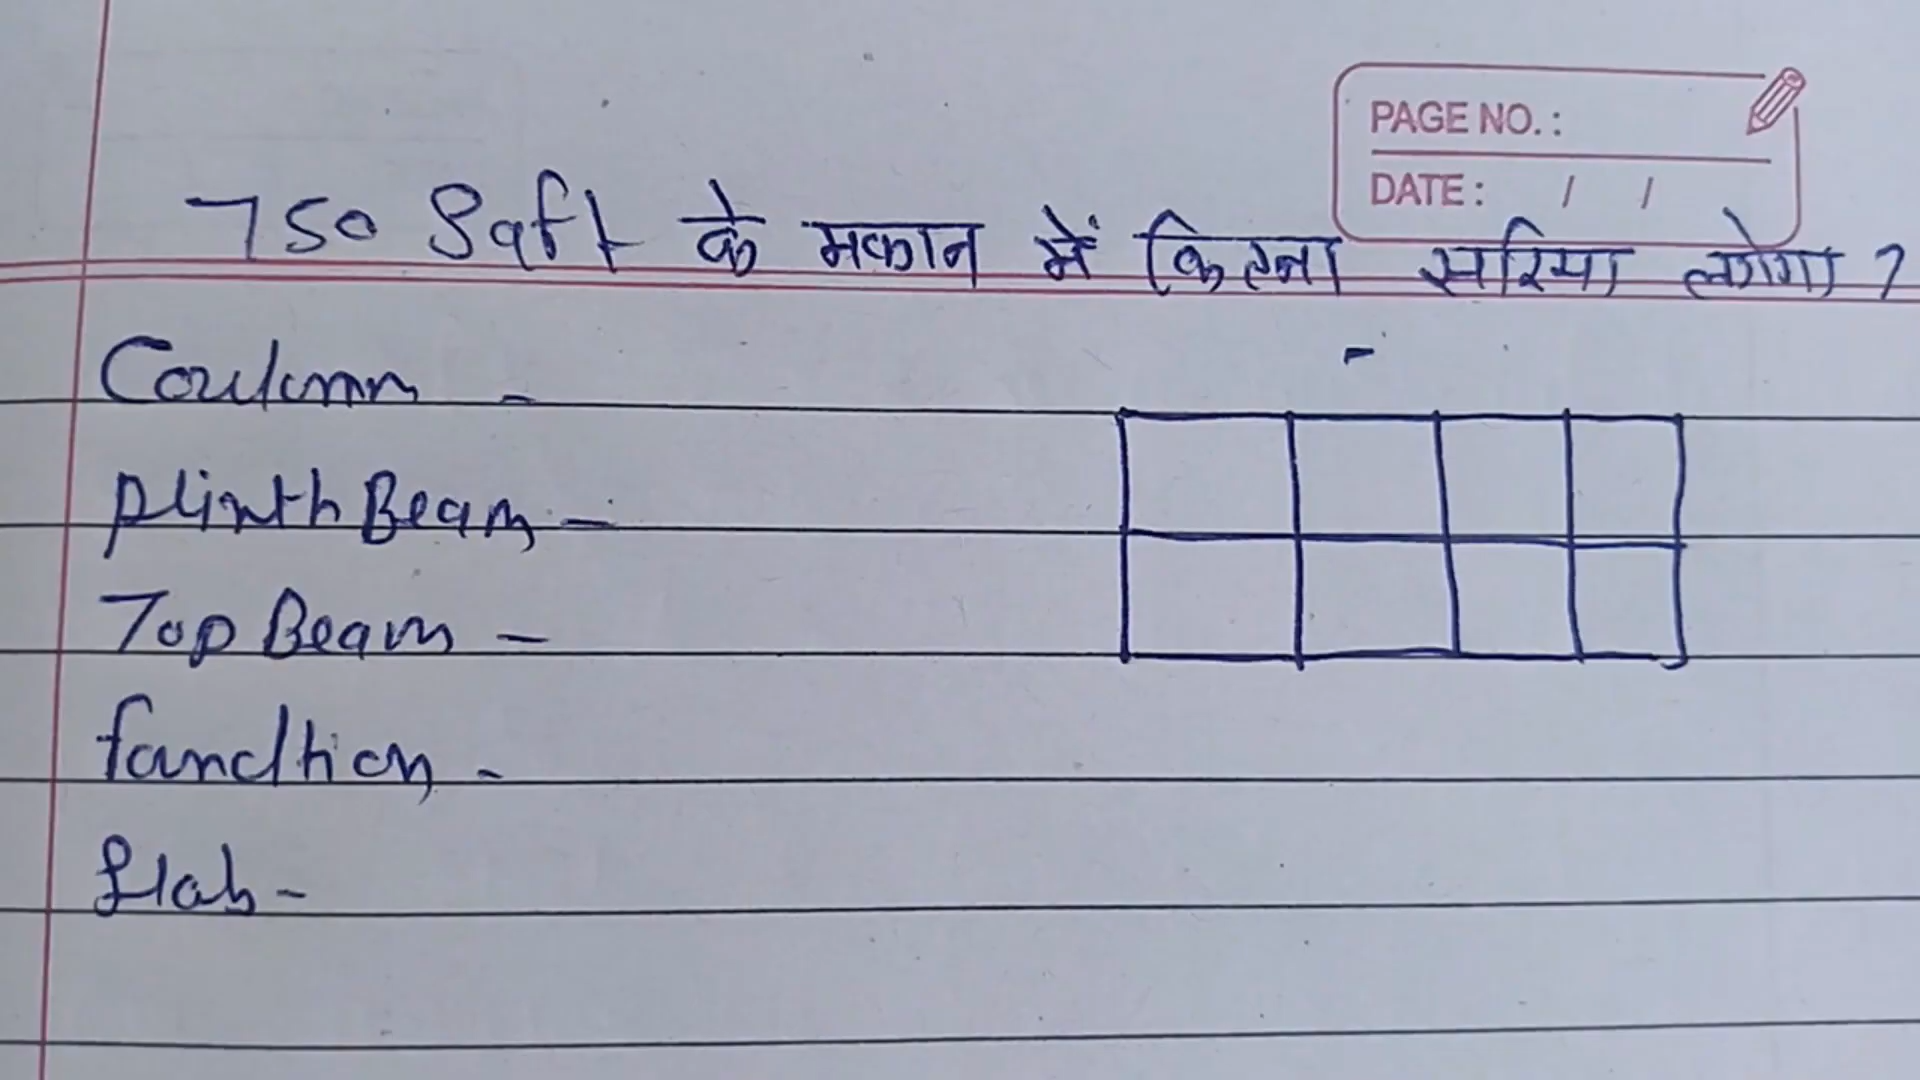 PAGE NO.:
DATE: / /
750 Sqft के मकान में कितना सरिया लगेगा ?
Coulumn -
Plinth Beam -
Top Beam -
fandtion -
Slab -